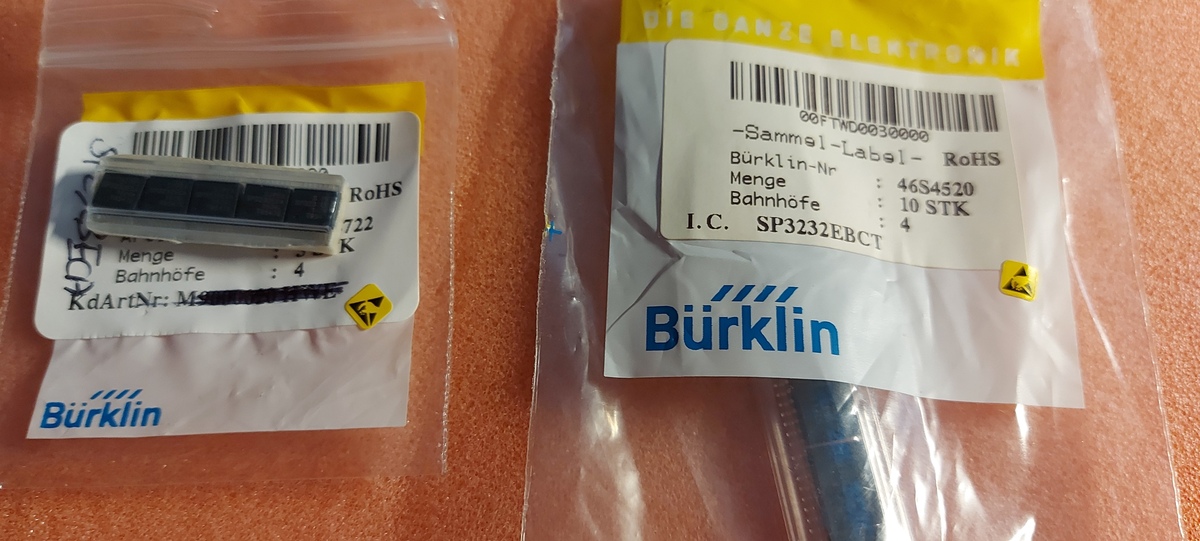 RoHS
722
K
Menge
Bahnhöfe : 4
KdArtNr:
Bürklin
DIE GANZE ELEKTRONIK
00FTWD0030000
-Sammel-Label- RoHS
Bürklin-Nr : 46S4520
Menge : 10 STK
Bahnhöfe : 4
I.C. SP3232EBCT
Bürklin